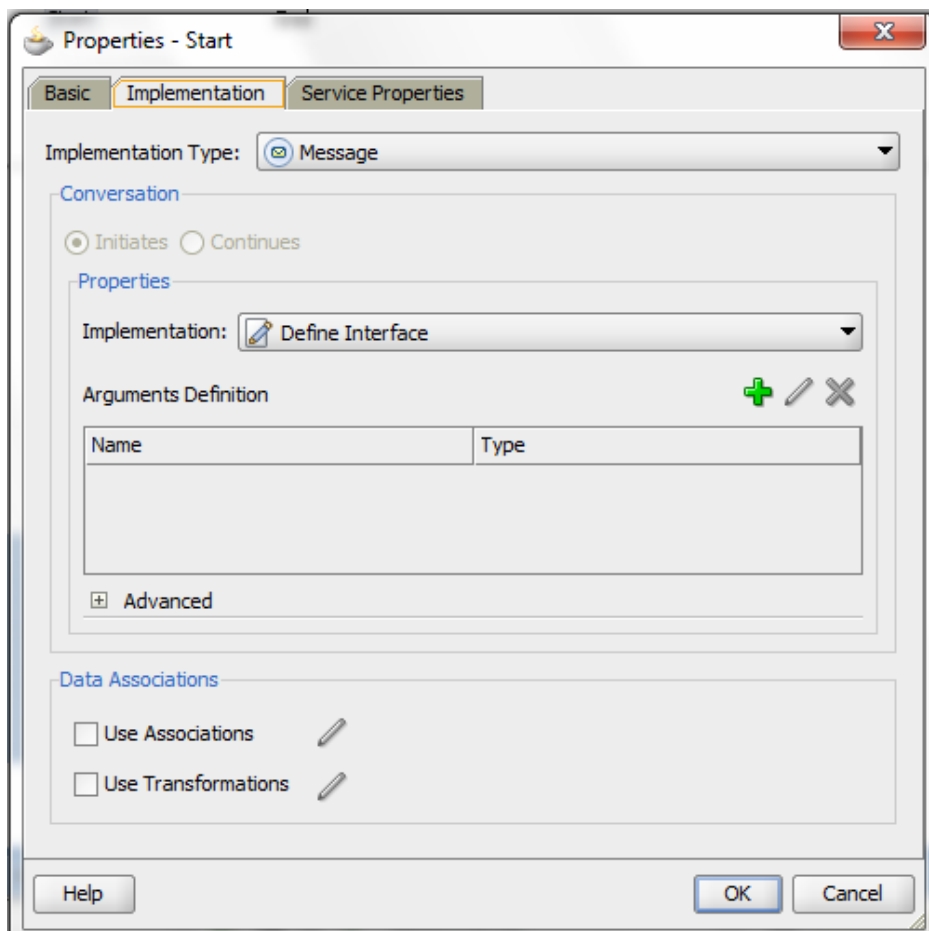 Properties - Start
Basic Implementation Service Properties
Implementation Type: Message
Conversation
Initiates Continues
Properties
Implementation: Define Interface
Arguments Definition
Name Type
Advanced
Data Associations
Use Associations
Use Transformations
Help OK Cancel